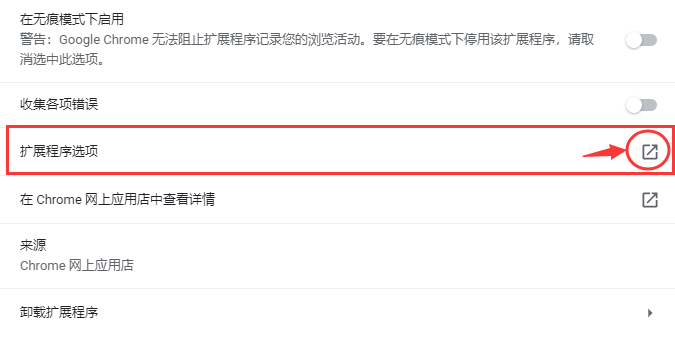 在无痕模式下启用
警告：Google Chrome 无法阻止扩展程序记录您的浏览活动。要在无痕模式下停用该扩展程序，请取
消选中此选项。
收集各项错误
扩展程序选项
在 Chrome 网上应用店中查看详情
来源
Chrome 网上应用店
卸载扩展程序